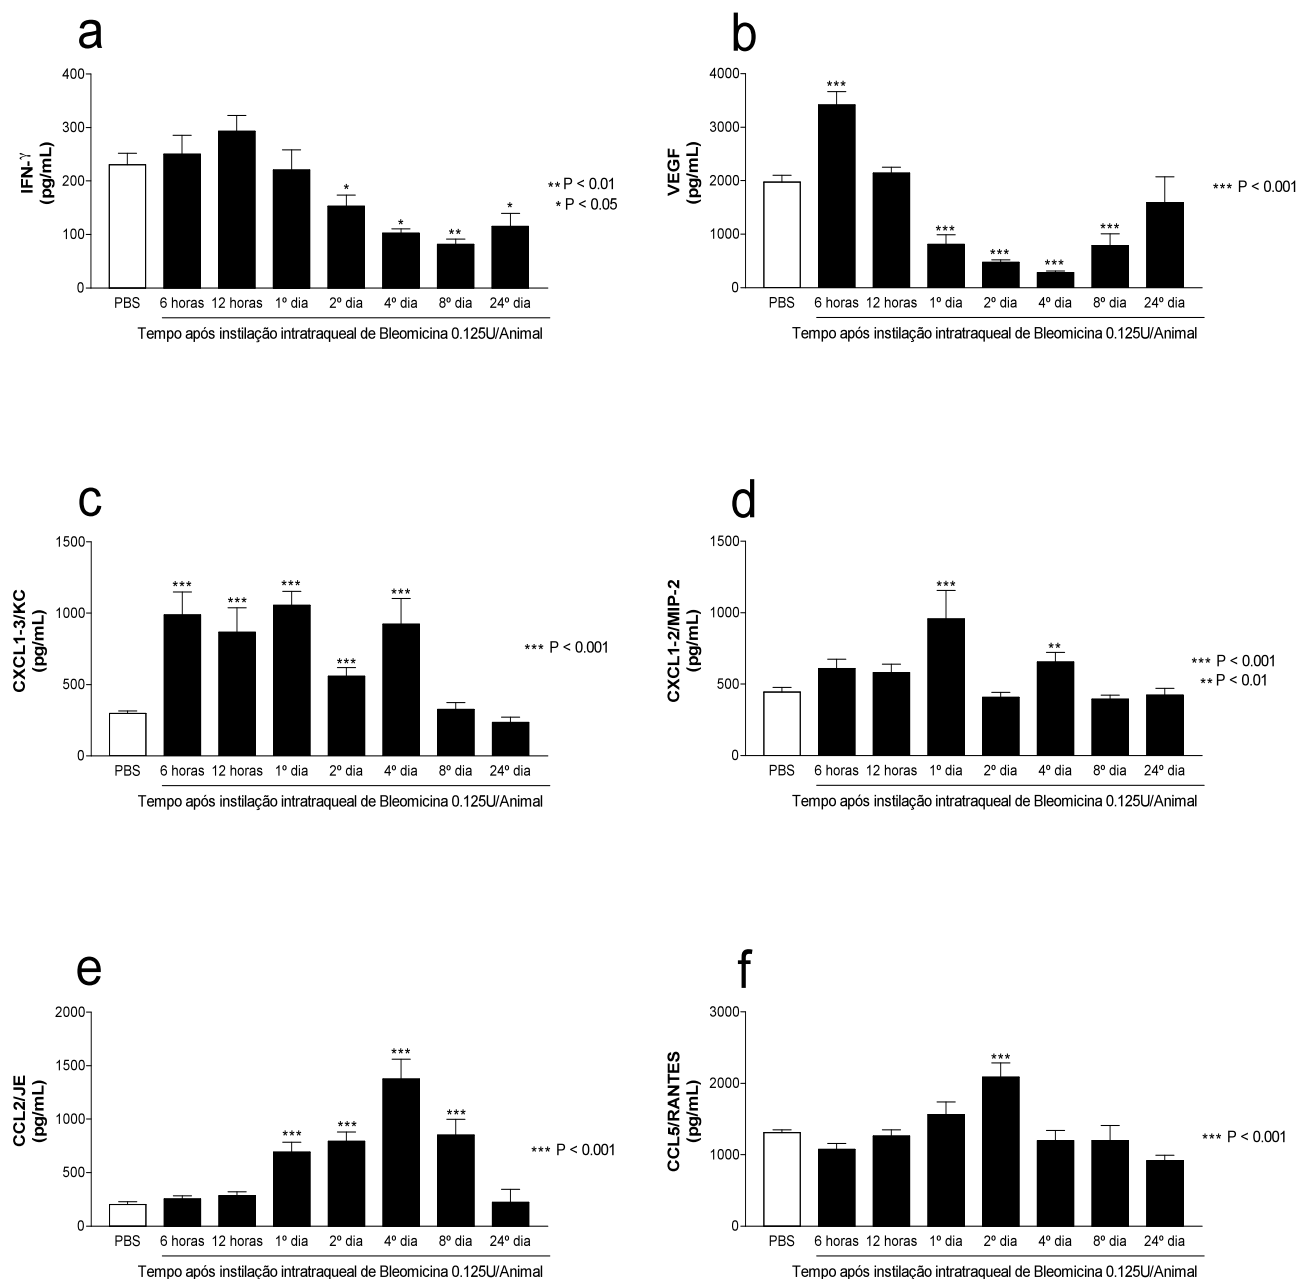 a
400
300
200
100
0
IFN-γ
(pg/mL)
*
*
**
*
** P < 0.01
* P < 0.05
PBS 6 horas 12 horas 1º dia 2º dia 4º dia 8º dia 24º dia
Tempo após instilação intratraqueal de Bleomicina 0.125U/Animal
b
4000
3000
2000
1000
0
VEGF
(pg/mL)
***
***
***
***
***
*** P < 0.001
PBS 6 horas 12 horas 1º dia 2º dia 4º dia 8º dia 24º dia
Tempo após instilação intratraqueal de Bleomicina 0.125U/Animal
c
1500
1000
500
0
CXCL1-3/KC
(pg/mL)
***
***
***
***
***
*** P < 0.001
PBS 6 horas 12 horas 1º dia 2º dia 4º dia 8º dia 24º dia
Tempo após instilação intratraqueal de Bleomicina 0.125U/Animal
d
1500
1000
500
0
CXCL1-2/MIP-2
(pg/mL)
***
**
*** P < 0.001
** P < 0.01
PBS 6 horas 12 horas 1º dia 2º dia 4º dia 8º dia 24º dia
Tempo após instilação intratraqueal de Bleomicina 0.125U/Animal
e
2000
1500
1000
500
0
CCL2/JE
(pg/mL)
***
***
***
***
*** P < 0.001
PBS 6 horas 12 horas 1º dia 2º dia 4º dia 8º dia 24º dia
Tempo após instilação intratraqueal de Bleomicina 0.125U/Animal
f
3000
2000
1000
0
CCL5/RANTES
(pg/mL)
***
*** P < 0.001
PBS 6 horas 12 horas 1º dia 2º dia 4º dia 8º dia 24º dia
Tempo após instilação intratraqueal de Bleomicina 0.125U/Animal